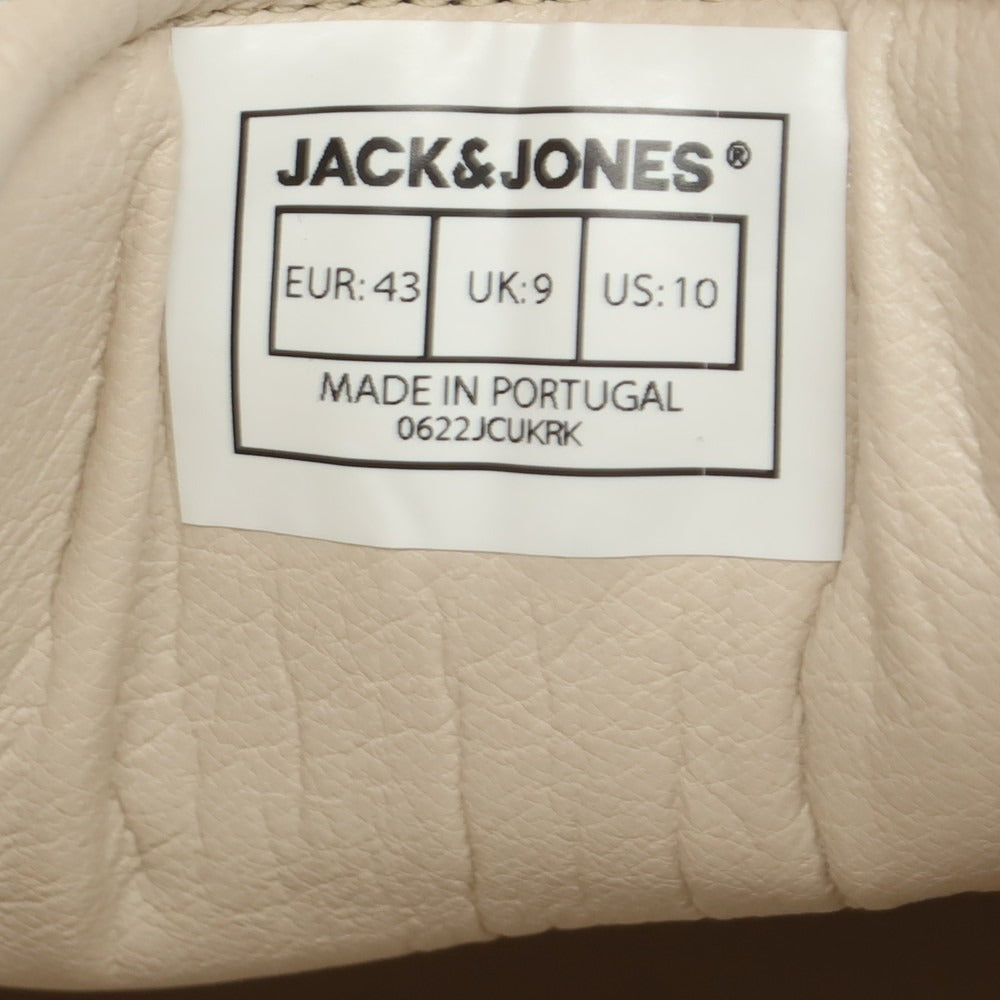 JACK&JONES®
EUR: 43 UK: 9 US: 10
MADE IN PORTUGAL
0622JCUKRK